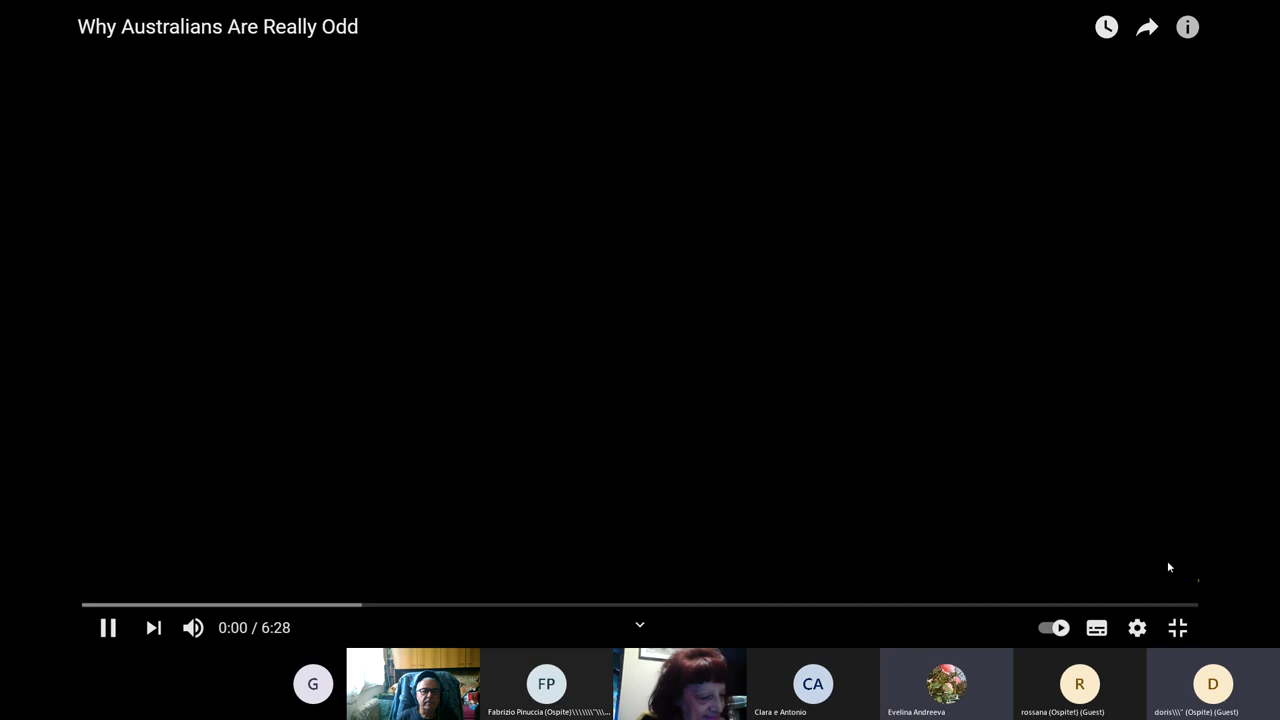 Why Australians Are Really Odd
0:00 / 6:28
G
FP
CA
R
D
Fabrizio Pinuccia (Ospite)\\\\\\\"\\...
Clara e Antonio
Evelina Andreeva
rossana (Ospitet) (Guest)
doris\\\" (Ospite) (Guest)